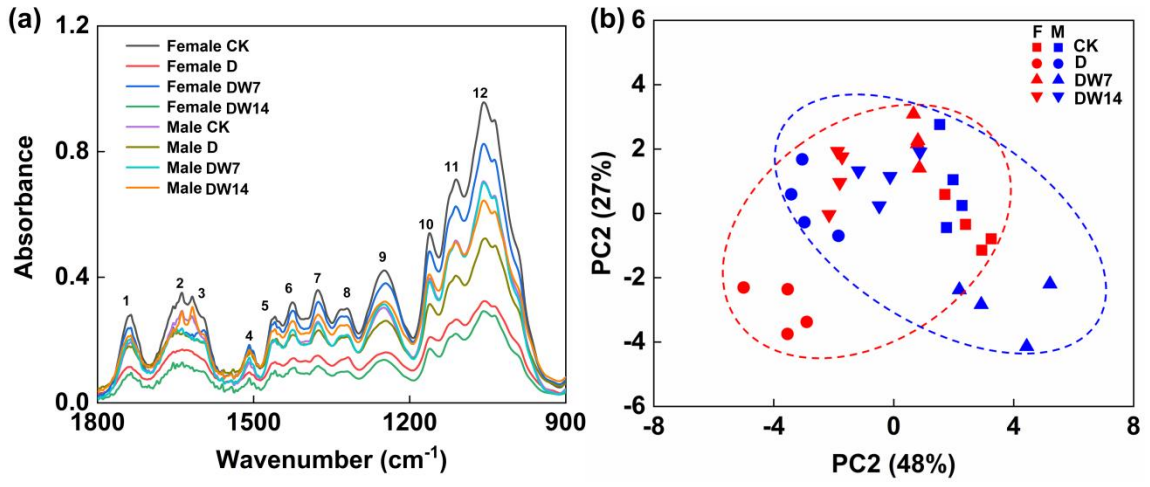 (a)
1.2
0.8
0.4
0.0
Absorbance
Female CK
Female D
Female DW7
Female DW14
Male CK
Male D
Male DW7
Male DW14
1
2
3
4
5
6
7
8
9
10
11
12
1800
1500
1200
900
Wavenumber (cm⁻¹)
(b)
6
4
2
0
-2
-4
-6
PC2 (27%)
F M
CK
D
DW7
DW14
-8
-4
0
4
8
PC2 (48%)